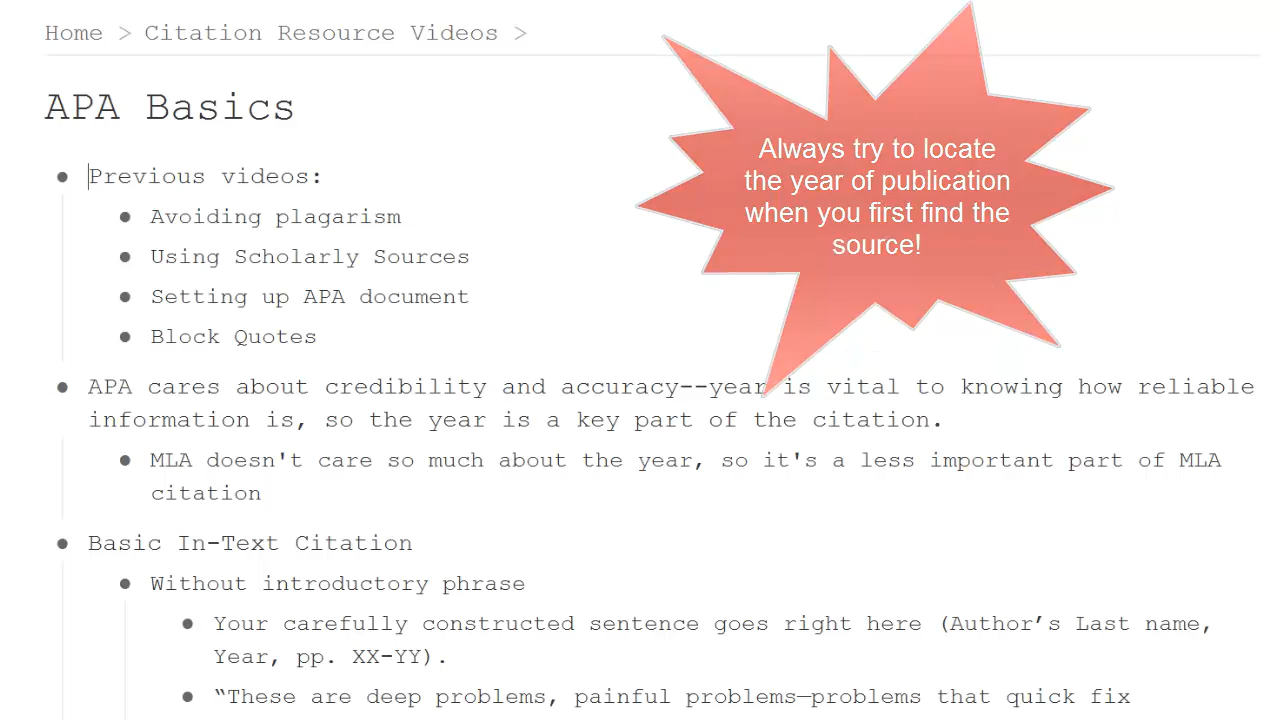 Home > Citation Resource Videos >
APA Basics
Always try to locate
the year of publication
when you first find the
source!
Previous videos:
Avoiding plagarism
Using Scholarly Sources
Setting up APA document
Block Quotes
APA cares about credibility and accuracy--year is vital to knowing how reliable
information is, so the year is a key part of the citation.
MLA doesn't care so much about the year, so it's a less important part of MLA
citation
Basic In-Text Citation
Without introductory phrase
Your carefully constructed sentence goes right here (Author’s Last name,
Year, pp. XX-YY).
“These are deep problems, painful problems—problems that quick fix